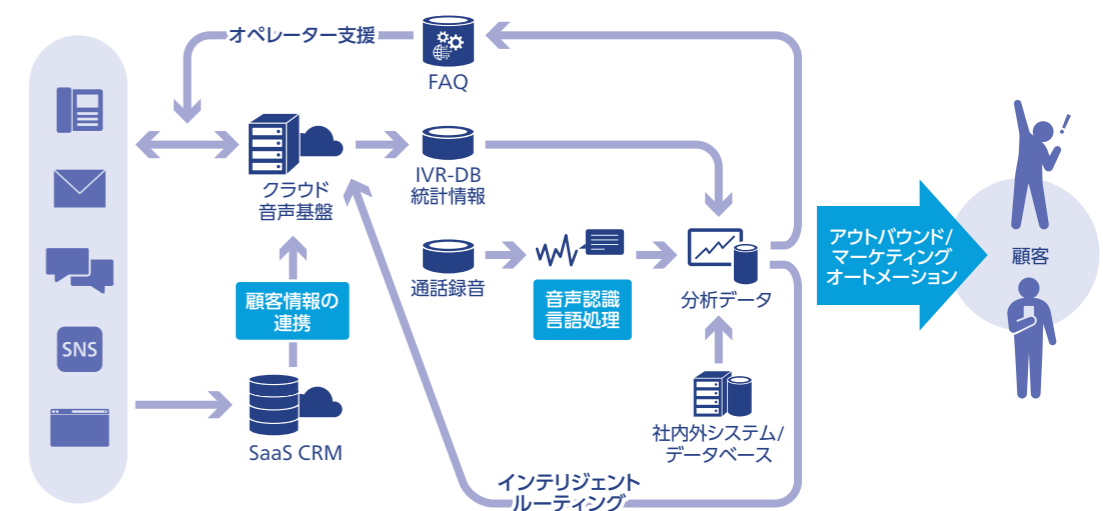 オペレーター支援
FAQ
クラウド
音声基盤
IVR-DB
統計情報
通話録音
音声認識
言語処理
分析データ
アウトバウンド/
マーケティング
オートメーション
顧客
顧客情報の
連携
SNS
SaaS CRM
社内外システム/
データベース
インテリジェント
ルーティング